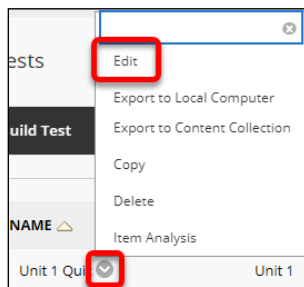 ests
Edit
Export to Local Computer
uild Test
Export to Content Collection
Copy
Delete
NAME
Item Analysis
Unit 1 Qui
Unit 1